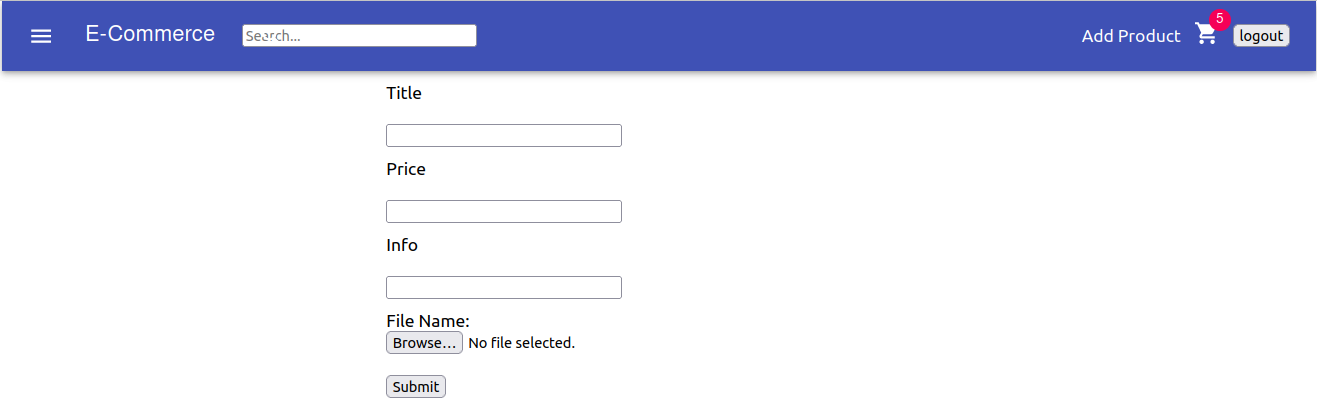 E-Commerce Search... Add Product 5 logout
Title
Price
Info
File Name:
Browse... No file selected.
Submit